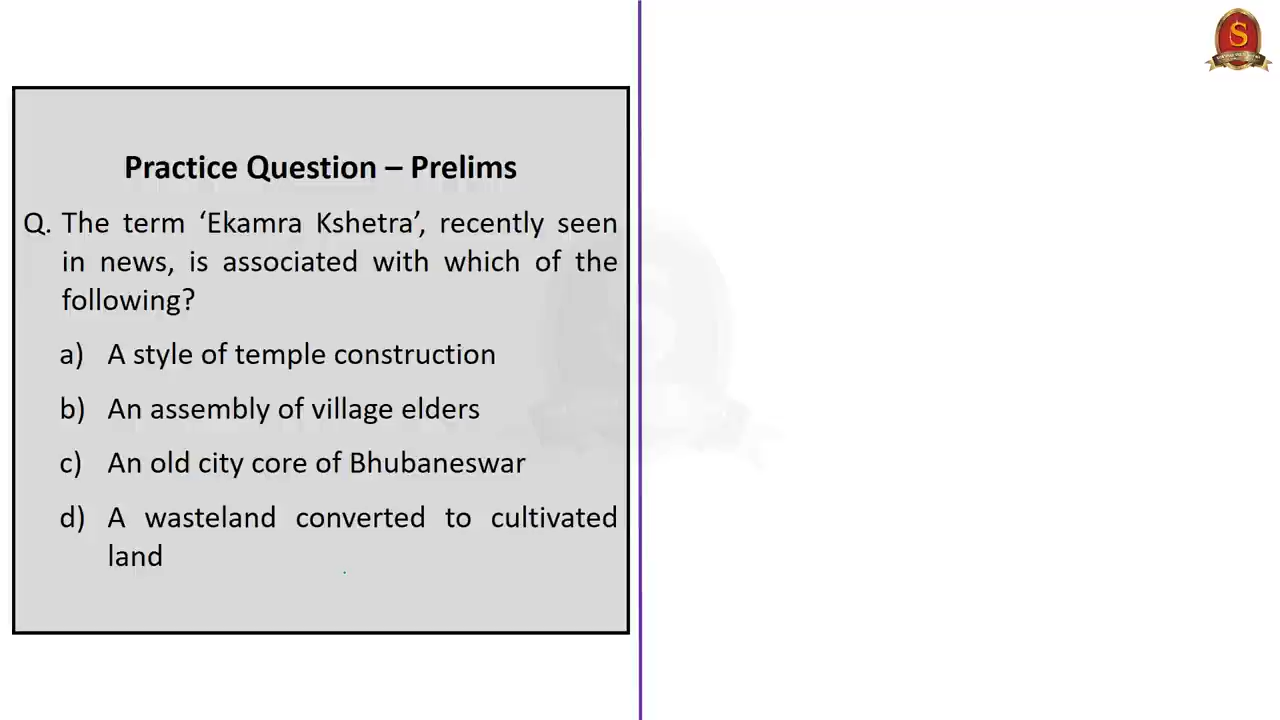 S
Practice Question – Prelims
Q. The term ‘Ekamra Kshetra’, recently seen
in news, is associated with which of the
following?
a) A style of temple construction
b) An assembly of village elders
c) An old city core of Bhubaneswar
d) A wasteland converted to cultivated
land